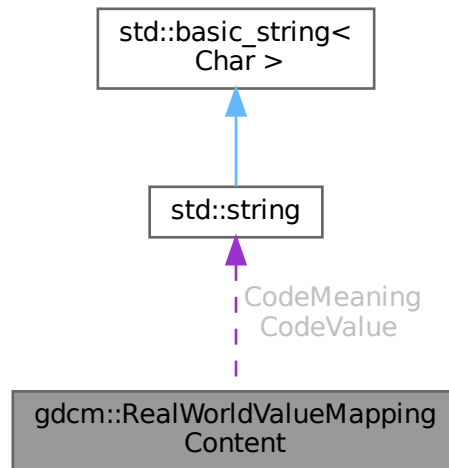 std::basic_string<
Char >
std::string
CodeMeaning
CodeValue
gdcm::RealWorldValueMapping
Content